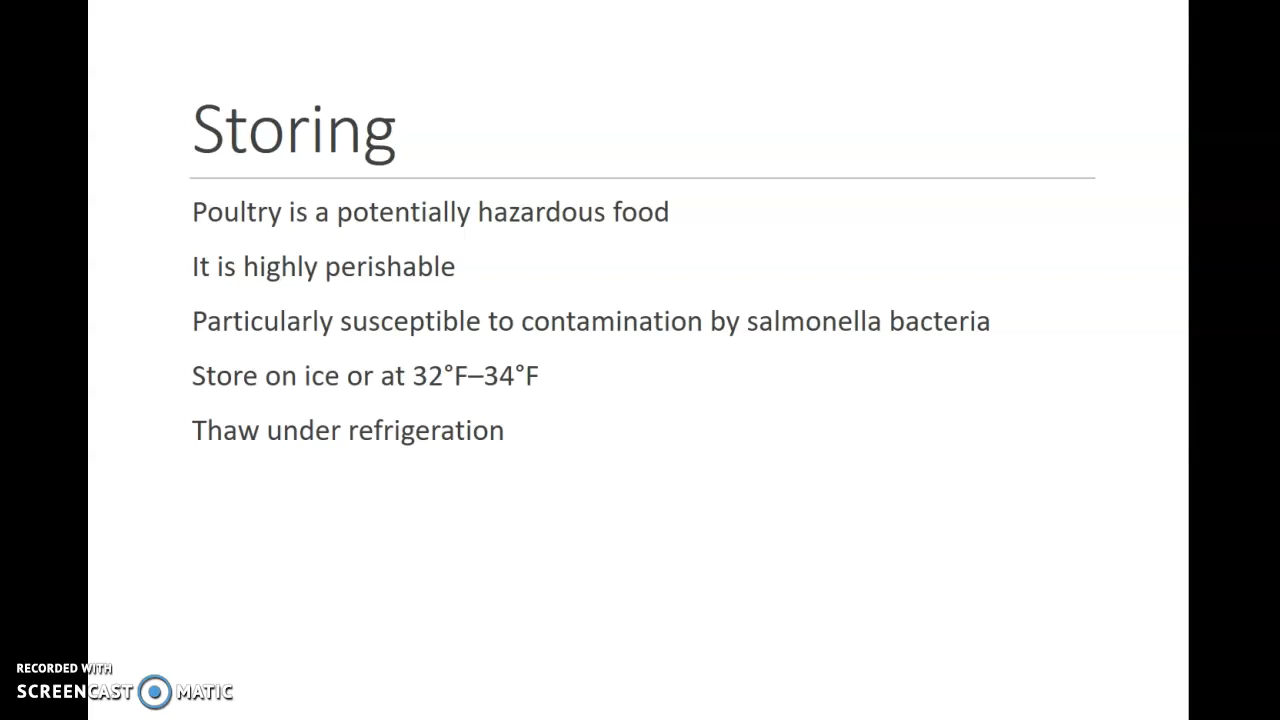 Storing
Poultry is a potentially hazardous food
It is highly perishable
Particularly susceptible to contamination by salmonella bacteria
Store on ice or at 32°F–34°F
Thaw under refrigeration
RECORDED WITH
SCREENCAST MATIC